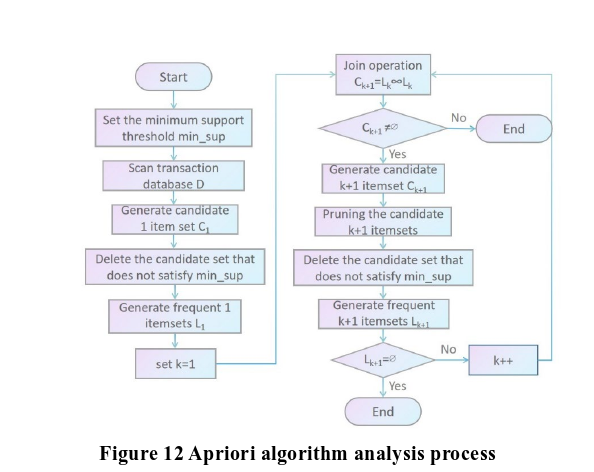 Start
Set the minimum support
threshold min_sup
Scan transaction
database D
Generate candidate
1 item set C₁
Delete the candidate set that
does not satisfy min_sup
Generate frequent 1
itemsets L₁
set k=1
Join operation
Cₖ₊₁=Lₖ∞Lₖ
Cₖ₊₁≠∅
No
End
Yes
Generate candidate
k+1 itemset Cₖ₊₁
Pruning the candidate
k+1 itemsets
Delete the candidate set that
does not satisfy min_sup
Generate frequent
k+1 itemsets Lₖ₊₁
Lₖ₊₁=∅
No
k++
Yes
End
Figure 12 Apriori algorithm analysis process